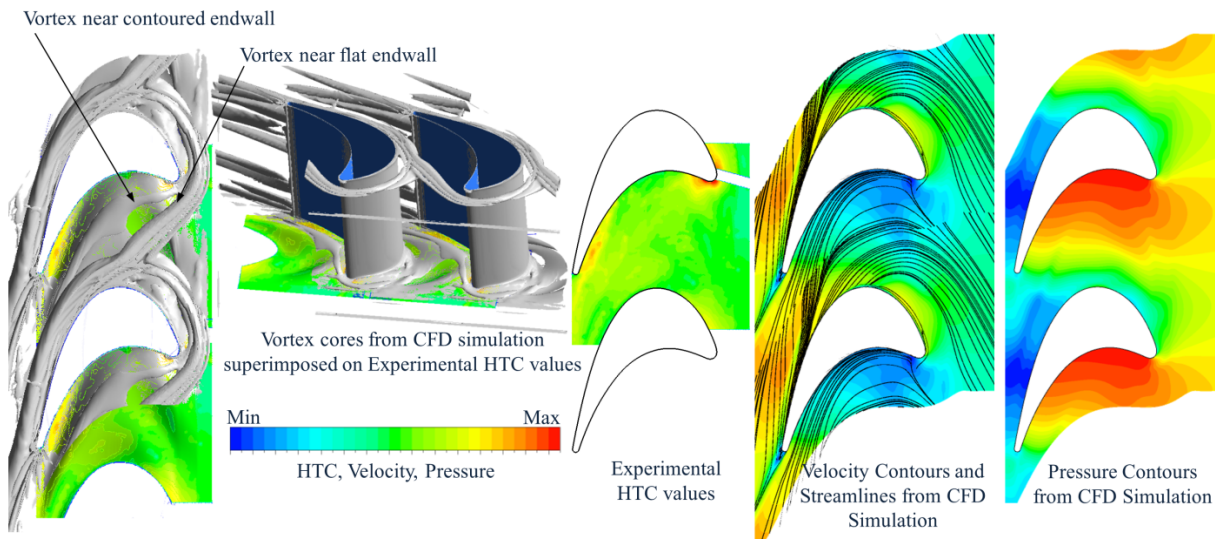 Vortex near contoured endwall
Vortex near flat endwall
Vortex cores from CFD simulation
superimposed on Experimental HTC values
Min
Max
HTC, Velocity, Pressure
Experimental
HTC values
Velocity Contours and
Streamlines from CFD
Simulation
Pressure Contours
from CFD Simulation